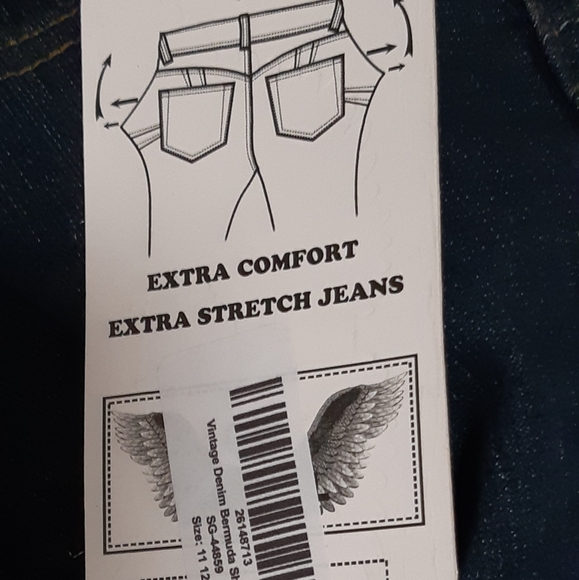 EXTRA COMFORT
EXTRA STRETCH JEANS
26148713
Vintage Denim Bermuda Sh
SG-44859
Size: 11 12